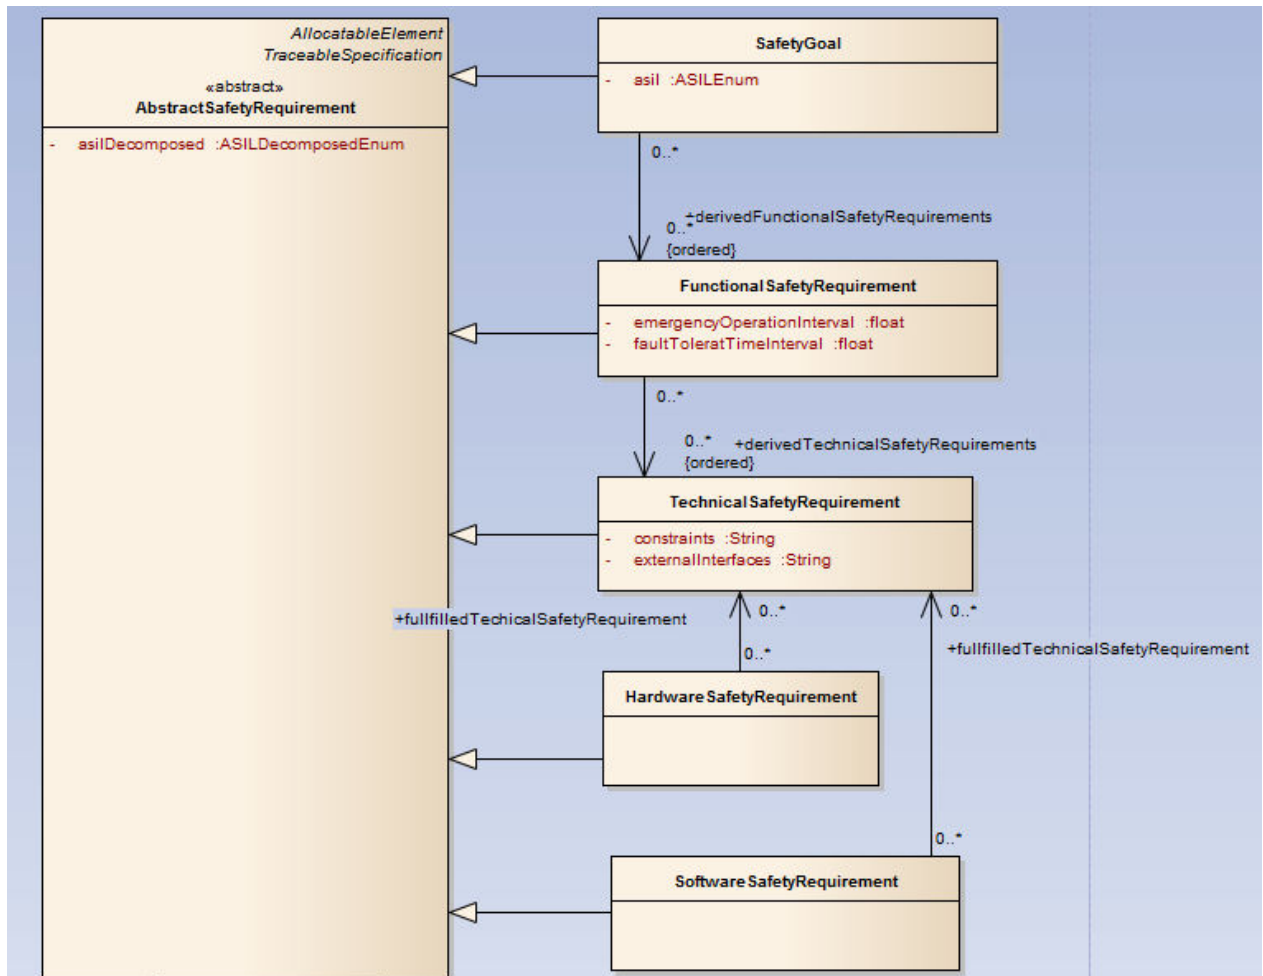 AllocatableElement
TraceableSpecification
«abstract»
AbstractSafetyRequirement
- asilDecomposed :ASILDecomposedEnum
SafetyGoal
- asil :ASILEnum
0..*
+derivedFunctionalSafetyRequirements
0..*
{ordered}
FunctionalSafetyRequirement
- emergencyOperationInterval :float
- faultToleratTimeInterval :float
0..*
0..* +derivedTechnicalSafetyRequirements
{ordered}
TechnicalSafetyRequirement
- constraints :String
- externalInterfaces :String
+fullfilledTechicalSafetyRequirement
0..*
0..*
0..*
+fullfilledTechnicalSafetyRequirement
HardwareSafetyRequirement
0..*
SoftwareSafetyRequirement